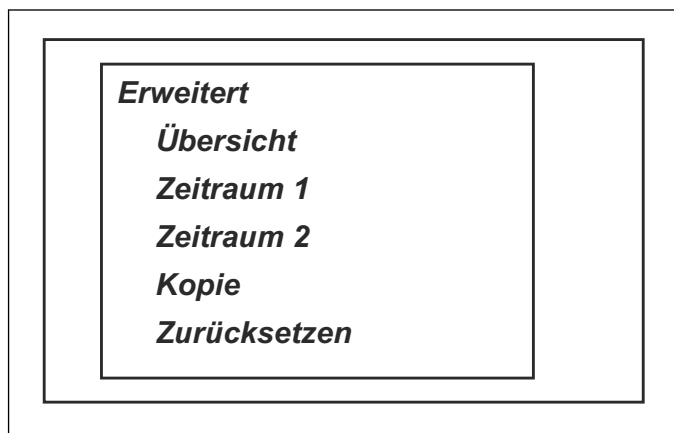 Erweitert
Übersicht
Zeitraum 1
Zeitraum 2
Kopie
Zurücksetzen